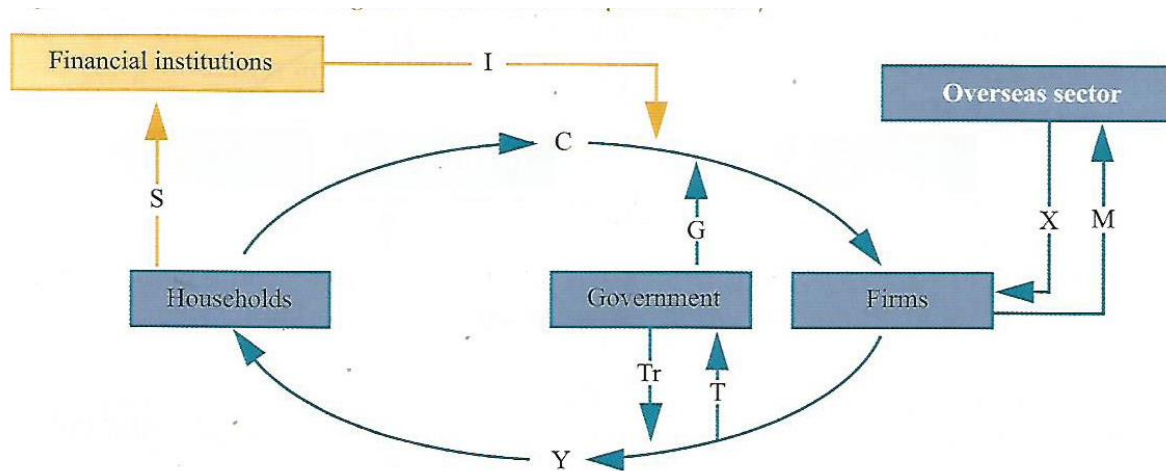 Financial institutions
I
Overseas sector
C
S
G
X
M
Households
Government
Firms
Tr
T
Y